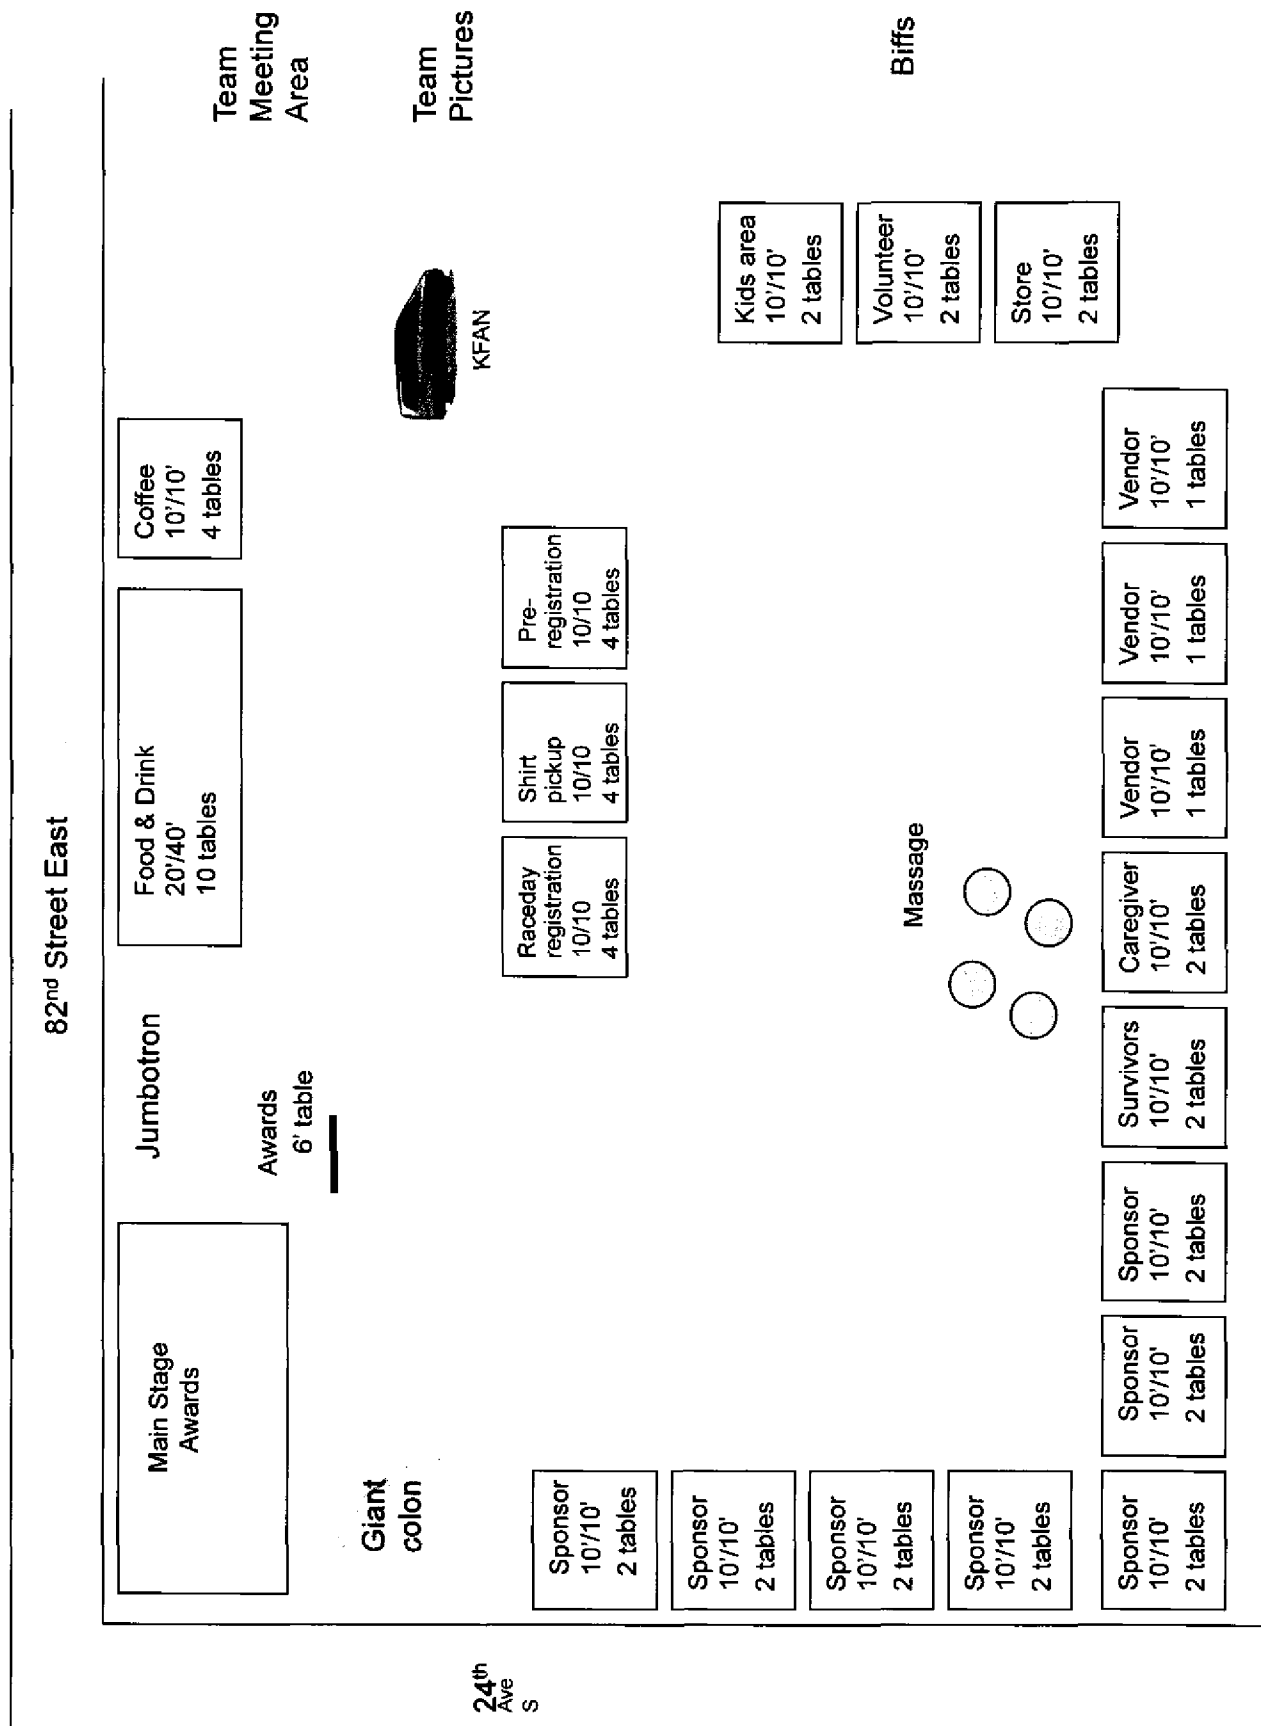 82nd Street East
Main Stage
Awards
Jumbotron
Awards
6' table
Food & Drink
20'/40'
10 tables
Coffee
10'/10'
4 tables
Team
Meeting
Area
Giant
colon
KFAN
Team
Pictures
24th
Ave
S
Raceday
registration
10/10
4 tables
Shirt
pickup
10/10
4 tables
Pre-
registration
10/10
4 tables
Sponsor
10'/10'
2 tables
Sponsor
10'/10'
2 tables
Sponsor
10'/10'
2 tables
Sponsor
10'/10'
2 tables
Massage
Kids area
10'/10'
2 tables
Volunteer
10'/10'
2 tables
Store
10'/10'
2 tables
Biffs
Sponsor
10'/10'
2 tables
Sponsor
10'/10'
2 tables
Sponsor
10'/10'
2 tables
Survivors
10'/10'
2 tables
Caregiver
10'/10'
2 tables
Vendor
10'/10'
1 tables
Vendor
10'/10'
1 tables
Vendor
10'/10'
1 tables